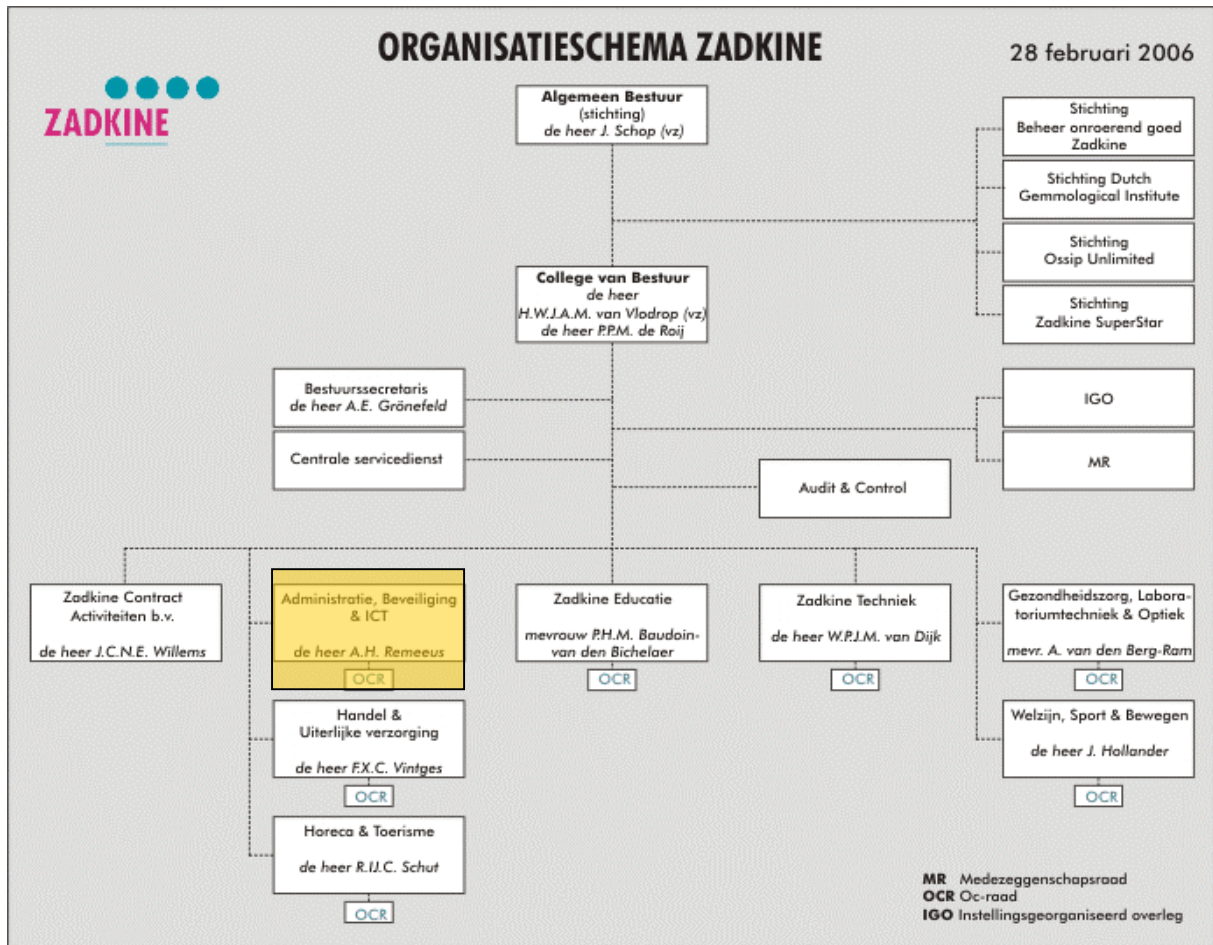 ORGANISATIESCHEMA ZADKINE
28 februari 2006
ZADKINE
Algemeen Bestuur
(stichting)
de heer J. Schop (vz)
Stichting
Beheer onroerend goed
Zadkine
Stichting Dutch
Gemmological Institute
Stichting
Ossip Unlimited
Stichting
Zadkine SuperStar
College van Bestuur
de heer
H.W.J.A.M. van Vlodrop (vz)
de heer P.P.M. de Roij
Bestuurssecretaris
de heer A.E. Grönefeld
Centrale servicedienst
IGO
MR
Audit & Control
Zadkine Contract
Activiteiten b.v.
de heer J.C.N.E. Willems
Administratie, Beveiliging
& ICT
de heer A.H. Remeeus
OCR
Handel &
Uiterlijke verzorging
de heer F.X.C. Vintges
OCR
Horeca & Toerisme
de heer R.IJ.C. Schut
OCR
Zadkine Educatie
mevrouw P.H.M. Baudoin-
van den Bichelaer
OCR
Zadkine Techniek
de heer W.P.J.M. van Dijk
OCR
Gezondheidszorg, Labora-
toriumtechniek & Optiek
mevr. A. van den Berg-Ram
OCR
Welzijn, Sport & Bewegen
de heer J. Hollander
OCR
MR Medezeggenschapsraad
OCR Oc-raad
IGO Instellingsgeorganiseerd overleg